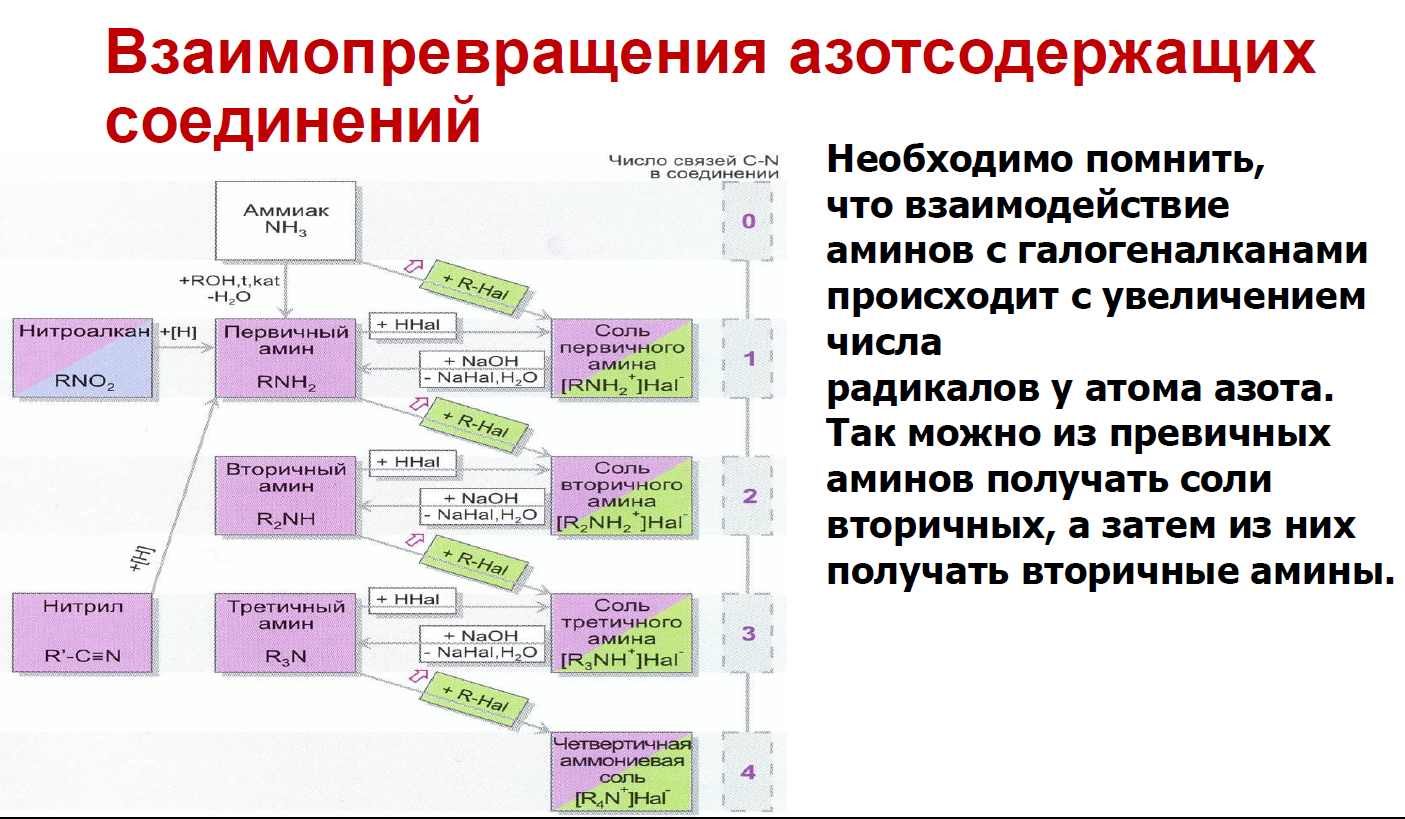 Взаимопревращения азотсодержащих
соединений
Число связей C-N
в соединении
Аммиак
NH₃
0
+ROH,t,kat
-H₂O
+ R-Hal
Нитроалкан
RNO₂
+[H]
Первичный
амин
RNH₂
+ HHal
+ NaOH
- NaHal,H₂O
Соль
первичного
амина
[RNH₂⁺]Hal⁻
1
+ R-Hal
Вторичный
амин
R₂NH
+ HHal
+ NaOH
- NaHal,H₂O
Соль
вторичного
амина
[R₂NH₂⁺]Hal⁻
2
+[H]
+ R-Hal
Нитрил
R’-C≡N
Третичный
амин
R₃N
+ HHal
+ NaOH
- NaHal,H₂O
Соль
третичного
амина
[R₃NH⁺]Hal⁻
3
+ R-Hal
Четвертичная
аммониевая
соль
[R₄N⁺]Hal⁻
4
Необходимо помнить,
что взаимодействие
аминов с галогеналканами
происходит с увеличением
числа
радикалов у атома азота.
Так можно из превичных
аминов получать соли
вторичных, а затем из них
получать вторичные амины.